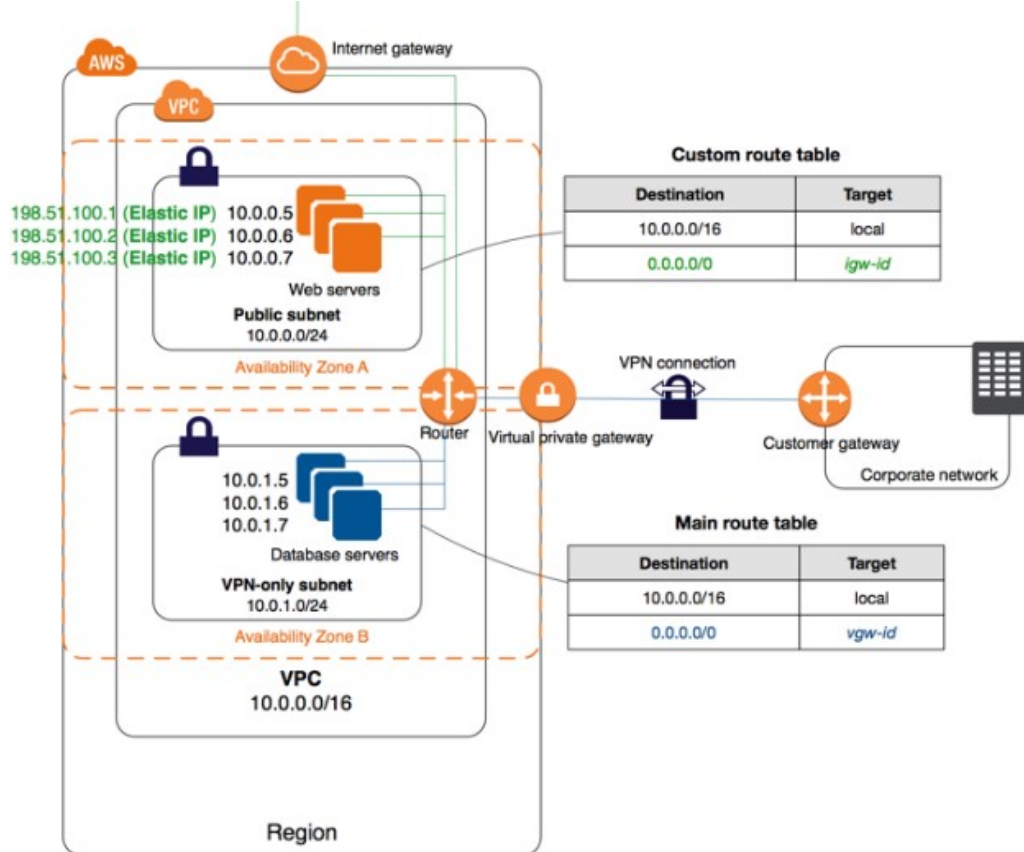 Internet gateway
AWS
VPC
198.51.100.1 (Elastic IP) 10.0.0.5
198.51.100.2 (Elastic IP) 10.0.0.6
198.51.100.3 (Elastic IP) 10.0.0.7
Web servers
Public subnet
10.0.0.0/24
Availability Zone A
Custom route table
Destination Target
10.0.0.0/16 local
0.0.0.0/0 igw-id
Router
Virtual private gateway
VPN connection
Customer gateway
Corporate network
10.0.1.5
10.0.1.6
10.0.1.7
Database servers
VPN-only subnet
10.0.1.0/24
Availability Zone B
Main route table
Destination Target
10.0.0.0/16 local
0.0.0.0/0 vgw-id
VPC
10.0.0.0/16
Region